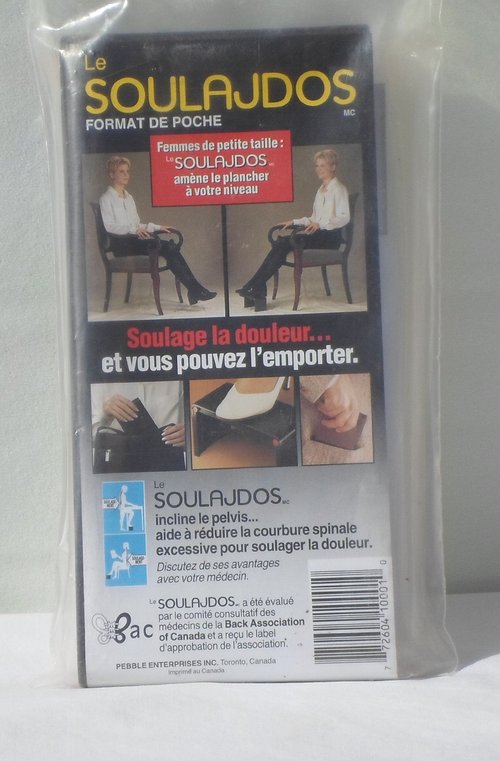 Le
SOULAJDOS
MC
FORMAT DE POCHE
Femmes de petite taille :
Le SOULAJDOS MC
amène le plancher
à votre niveau
Soulage la douleur...
et vous pouvez l'emporter.
Le
SOULAJDOS MC
incline le pelvis...
aide à réduire la courbure spinale
excessive pour soulager la douleur.
Discutez de ses avantages
avec votre médecin.
Bac
Le SOULAJDOS MC a été évalué
par le comité consultatif des
médecins de la Back Association
of Canada et a reçu le label
d'approbation de l'association.
PEBBLE ENTERPRISES INC. Toronto, Canada
Imprimé au Canada
7 72604 10001 0